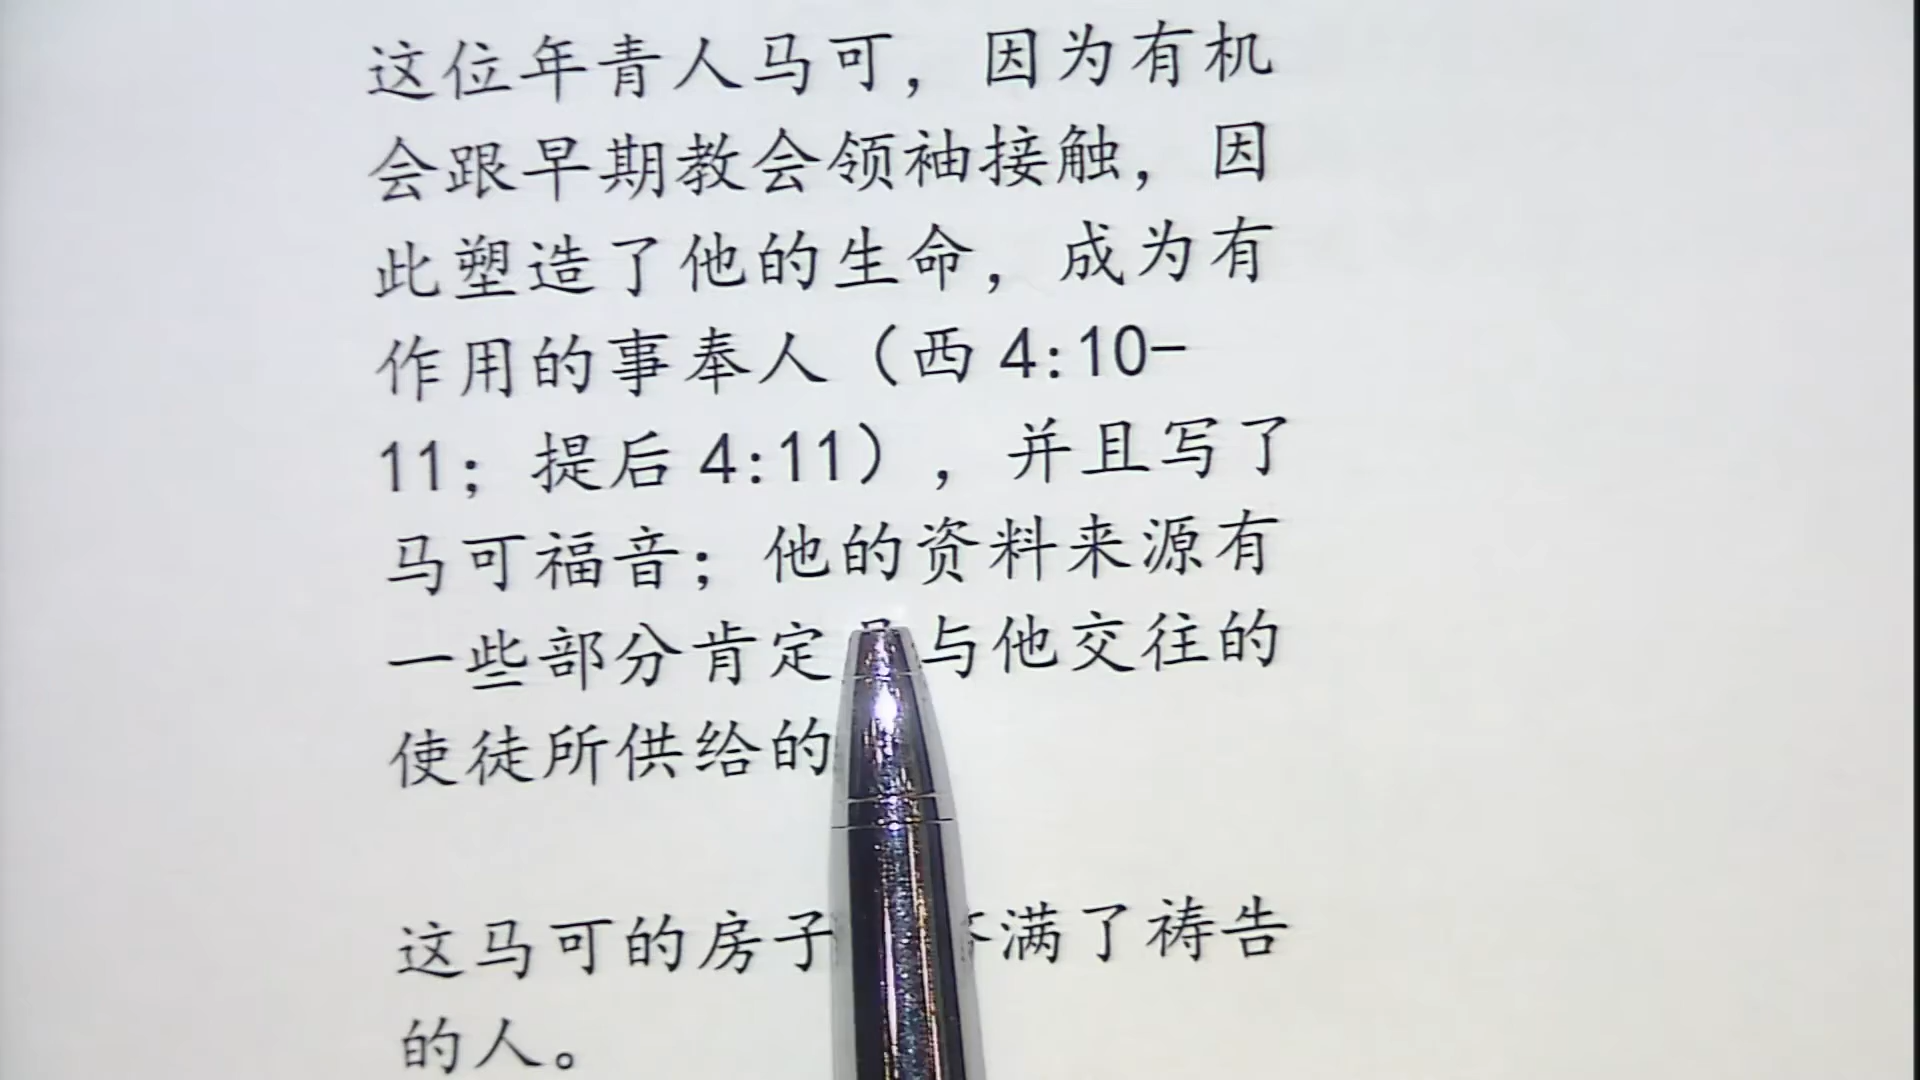 这位年青人马可，因为有机
会跟早期教会领袖接触，因
此塑造了他的生命，成为有
作用的事奉人（西 4:10-
11；提后 4:11），并且写了
马可福音；他的资料来源有
一些部分肯定 与他交往的
使徒所供给的
这马可的房子 满了祷告
的人。